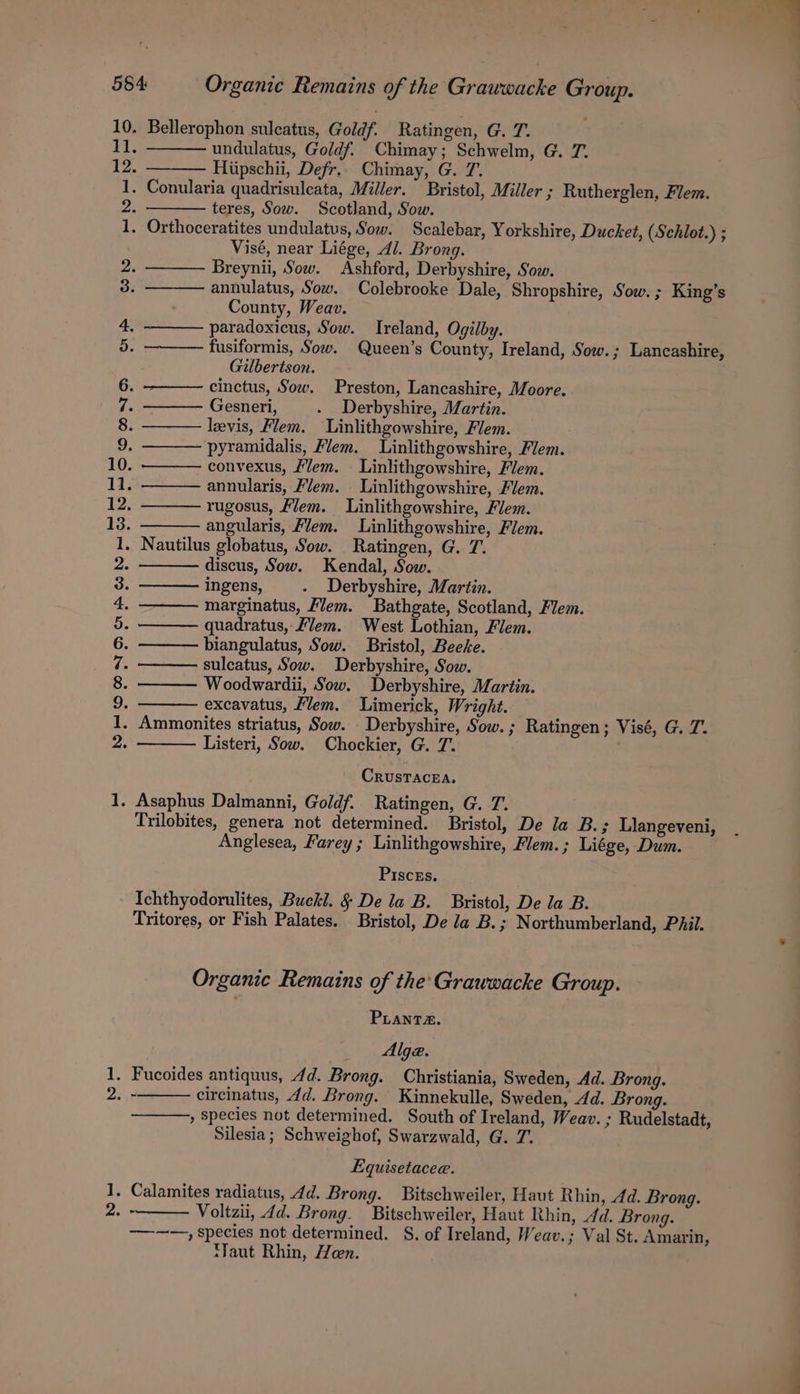 584 Organic Remains of the Grauwacke Group.
10. Bellerophon sulcatus, Goldf. Ratingen, G. T.
11. ——— undulatus, Goldf. Chimay; Schwelm, G. T.
12. ——— Hüpschii, Defr. Chimay, G. T.
1. Conularia quadrisulcata, Miller. Bristol, Miller; Rutherglen, Flem.
2. ——— teres, Sow. Scotland, Sow.
1. Orthoceratites undulatus, Sow. Scalebar, Yorkshire, Ducket, (Schlot.);
Visé, near Liége, Al. Brong.
2. ——— Breynii, Sow. Ashford, Derbyshire, Sow.
3. ——— annulatus, Sow. Colebrooke Dale, Shropshire, Sow.; King's
County, Weav.
4. ——— paradoxicus, Sow. Ireland, Ogilby.
5. ——— fusiformis, Sow. Queen's County, Ireland, Sow.; Lancashire,
Gilbertson.
6. ——— cinctus, Sow. Preston, Lancashire, Moore.
7. ——— Gesneri, . Derbyshire, Martin.
8. ——— lævis, Flem. Linlithgowshire, Flem.
9. ——— pyramidalis, Flem. Linlithgowshire, Flem.
10. ——— convexus, Flem. Linlithgowshire, Flem.
11. ——— annularis, Flem. Linlithgowshire, Flem.
12. ——— rugosus, Flem. Linlithgowshire, Flem.
13. ——— angularis, Flem. Linlithgowshire, Flem.
1. Nautilus globatus, Sow. Ratingen, G. T.
2. ——— discus, Sow. Kendal, Sow.
3. ——— ingens, . Derbyshire, Martin.
4. ——— marginatus, Flem. Bathgate, Scotland, Flem.
5. ——— quadratus, Flem. West Lothian, Flem.
6. ——— biangulatus, Sow. Bristol, Beeke.
7. ——— sulcatus, Sow. Derbyshire, Sow.
8. ——— Woodwardii, Sow. Derbyshire, Martin.
9. ——— excavatus, Flem. Limerick, Wright.
1. Ammonites striatus, Sow. Derbyshire, Sow.; Ratingen; Visé, G. T.
2. ——— Listeri, Sow. Chockier, G. T.
CRUSTACEA.
1. Asaphus Dalmanni, Goldf. Ratingen, G. T.
Trilobites, genera not determined. Bristol, De la B.; Llangeveni,
Anglesea, Farey; Linlithgowshire, Flem.; Liége, Dum.
PISCES.
Ichthyodorulites, Buckl. & De la B. Bristol, De la B.
Tritores, or Fish Palates. Bristol, De la B.; Northumberland, Phil.
Organic Remains of the Grauwacke Group.
PLANTÆ.
Algæ.
1. Fucoides antiquus, Ad. Brong. Christiania, Sweden, Ad. Brong.
2. ——— circinatus, Ad. Brong. Kinnekulle, Sweden, Ad. Brong.
———, species not determined. South of Ireland, Weav.; Rudelstadt,
Silesia; Schweighof, Swarzwald, G. T.
Equisetaceæ.
1. Calamites radiatus, Ad. Brong. Bitschweiler, Haut Rhin, Ad. Brong.
2. ——— Voltzii, Ad. Brong. Bitschweiler, Haut Rhin, Ad. Brong.
———, species not determined. S. of Ireland, Weav.; Val St. Amarin,
Haut Rhin, Hœn.